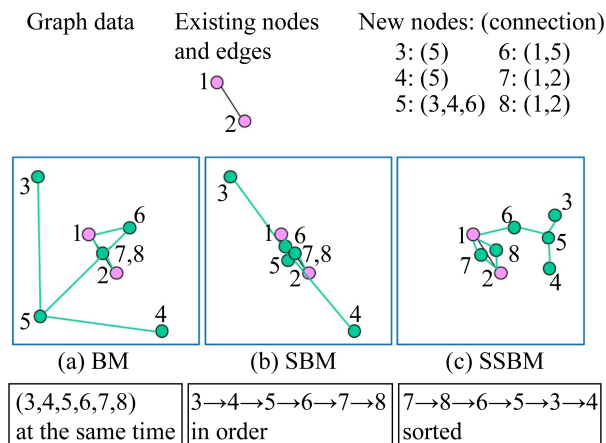 Graph data
Existing nodes
and edges
New nodes: (connection)
3: (5) 6: (1,5)
4: (5) 7: (1,2)
5: (3,4,6) 8: (1,2)
1
2
3
6
1
7,8
2
5
4
3
1
6
7,8
5
2
4
3
6
1
5
8
7
2
4
(a) BM
(b) SBM
(c) SSBM
(3,4,5,6,7,8)
at the same time
3→4→5→6→7→8
in order
7→8→6→5→3→4
sorted